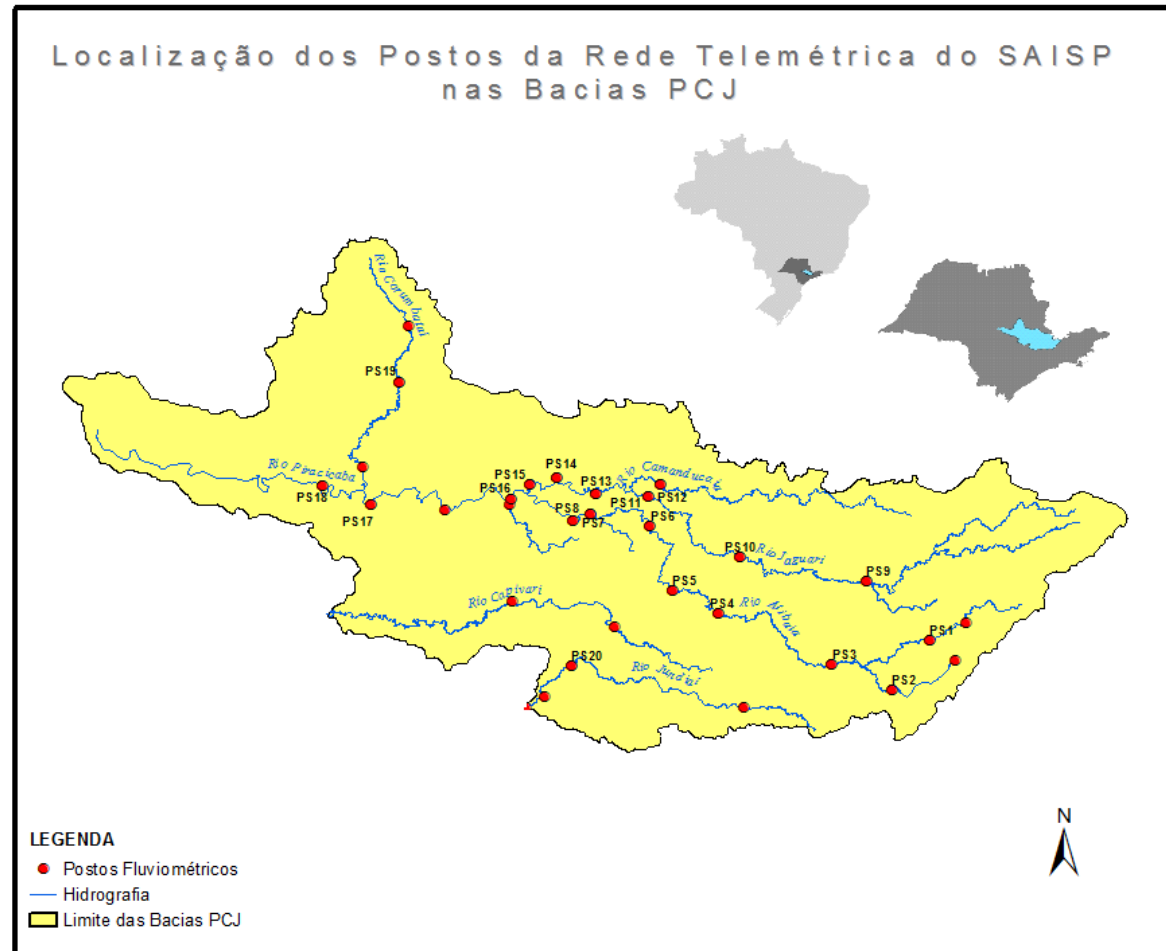 Localização dos Postos da Rede Telemétrica do SAISP
nas Bacias PCJ
Rio Corumbataí
PS19
Rio Piracicaba
PS18
PS17
PS16
PS15
PS14
PS13
Rio Camanducaia
PS12
PS11
PS8
PS7
PS6
PS10
Rio Jaguari
PS9
PS5
PS4
Rio Atibaia
PS3
PS1
PS2
Rio Capivari
PS20
Rio Jundiaí
N
LEGENDA
Postos Fluviométricos
Hidrografia
Limite das Bacias PCJ